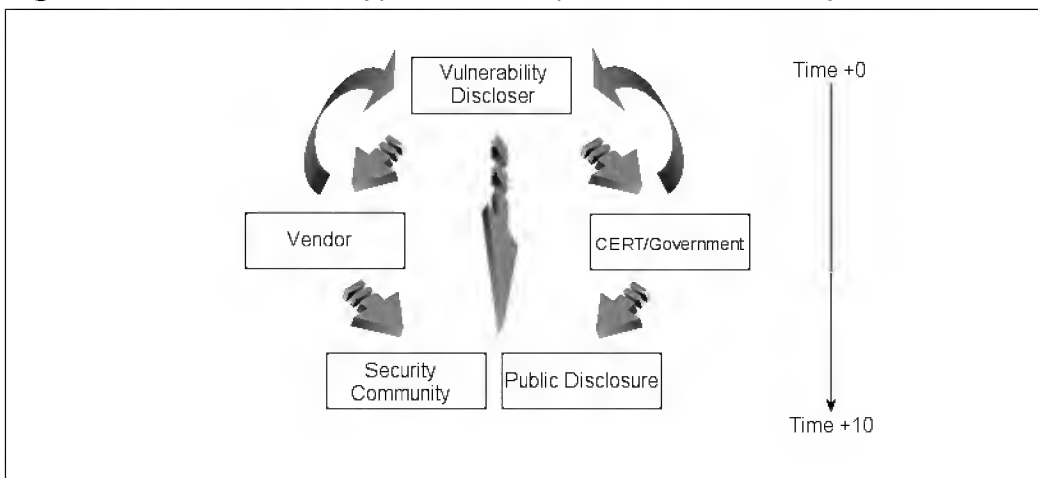 Vulnerability
Discloser
Time +0
Vendor
CERT/Government
Security
Community
Public Disclosure
Time +10